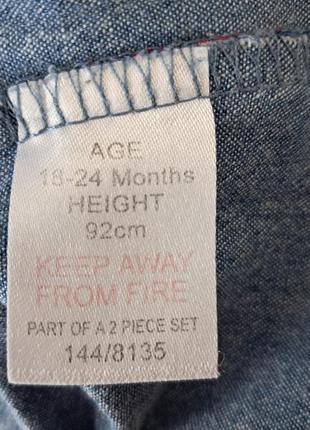 AGE
18-24 Months
HEIGHT
92cm
KEEP AWAY
FROM FIRE
PART OF A 2 PIECE SET
144/8135